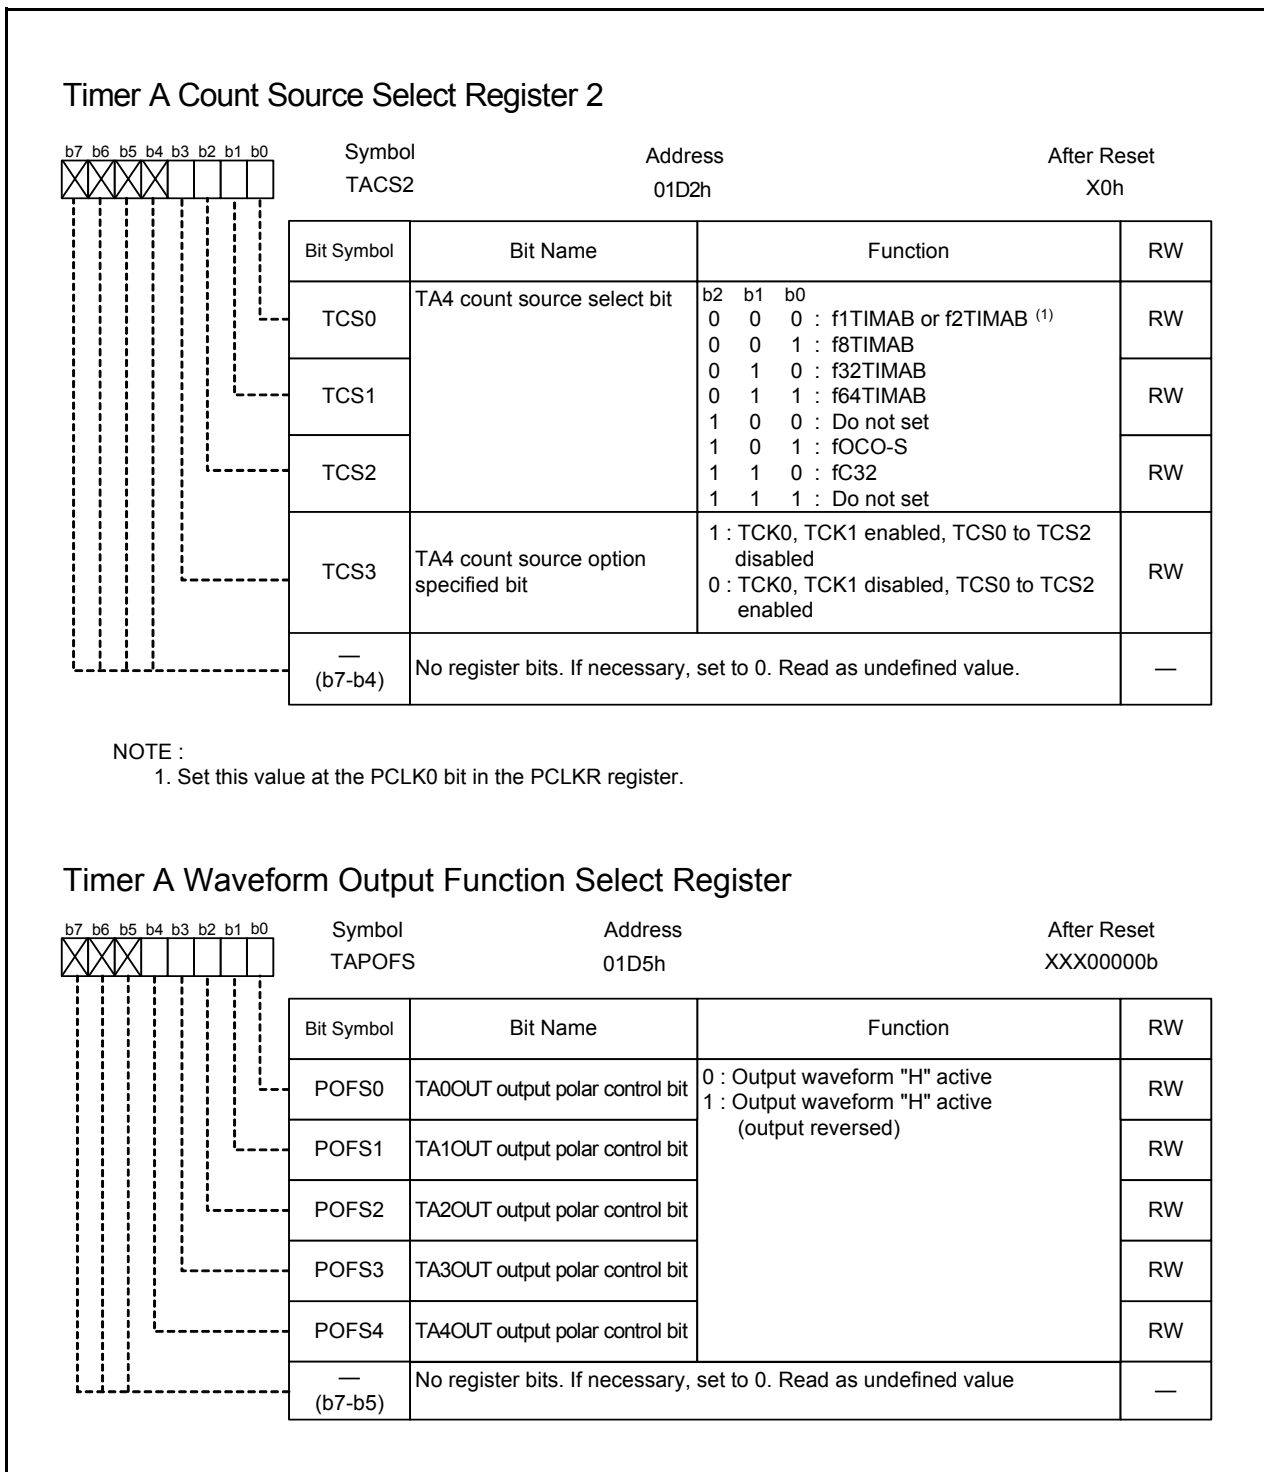 Timer A Count Source Select Register 2
b7 b6 b5 b4 b3 b2 b1 b0
Symbol Address After Reset
TACS2 01D2h X0h
Bit Symbol Bit Name Function RW
TCS0 TA4 count source select bit RW
b2 b1 b0
0 0 0 : f1TIMAB or f2TIMAB (1)
0 0 1 : f8TIMAB
0 1 0 : f32TIMAB
TCS1 0 1 1 : f64TIMAB RW
1 0 0 : Do not set
1 0 1 : fOCO-S
TCS2 1 1 0 : fC32 RW
1 1 1 : Do not set
TCS3 TA4 count source option specified bit RW
1 : TCK0, TCK1 enabled, TCS0 to TCS2
disabled
0 : TCK0, TCK1 disabled, TCS0 to TCS2
enabled
— (b7-b4) No register bits. If necessary, set to 0. Read as undefined value. —
NOTE :
1. Set this value at the PCLK0 bit in the PCLKR register.
Timer A Waveform Output Function Select Register
b7 b6 b5 b4 b3 b2 b1 b0
Symbol Address After Reset
TAPOFS 01D5h XXX00000b
Bit Symbol Bit Name Function RW
POFS0 TA0OUT output polar control bit RW
0 : Output waveform "H" active
1 : Output waveform "H" active
(output reversed)
POFS1 TA1OUT output polar control bit RW
POFS2 TA2OUT output polar control bit RW
POFS3 TA3OUT output polar control bit RW
POFS4 TA4OUT output polar control bit RW
— (b7-b5) No register bits. If necessary, set to 0. Read as undefined value —